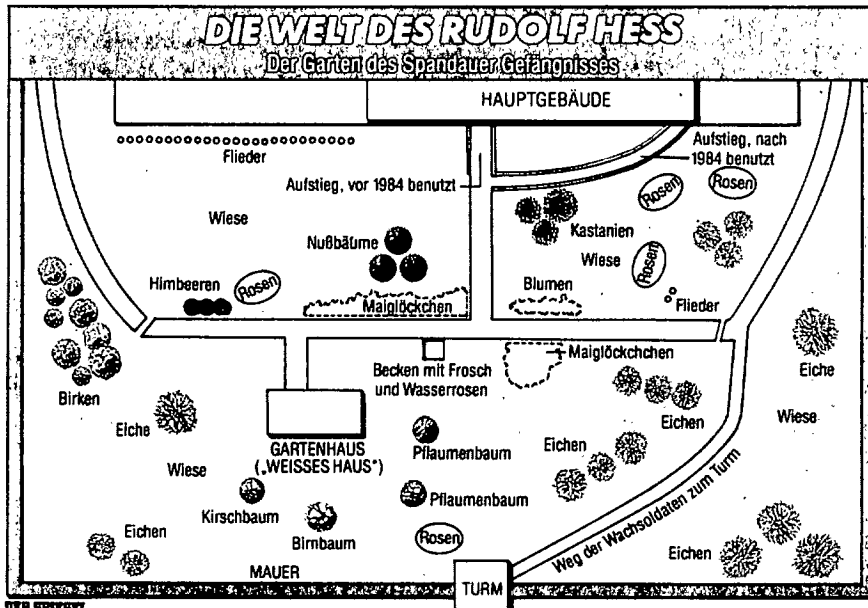 DIE WELT DES RUDOLF HESS
Der Garten des Spandauer Gefängnisses
HAUPTGEBÄUDE
Flieder
Aufstieg, vor 1984 benutzt
Aufstieg, nach
1984 benutzt
Rosen
Rosen
Wiese
Nußbäume
Kastanien
Wiese
Rosen
Himbeeren
Rosen
Maiglöckchen
Blumen
Flieder
Birken
Becken mit Frosch
und Wasserrosen
Maiglöckchchen
Eiche
Eiche
Eichen
Wiese
GARTENHAUS
(„WEISSES HAUS")
Pflaumenbaum
Eichen
Wiese
Kirschbaum
Pflaumenbaum
Birnbaum
Eichen
Rosen
Weg der Wachsoldaten zum Turm
Eichen
MAUER
TURM
DER SPIEGEL